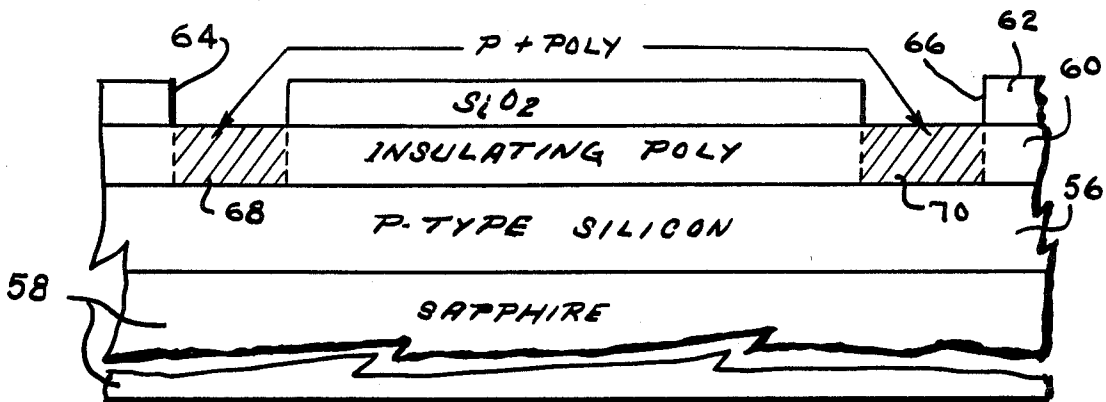 64
P + POLY
66
62
60
SiO2
INSULATING POLY
68
70
56
P-TYPE SILICON
58
SAPPHIRE